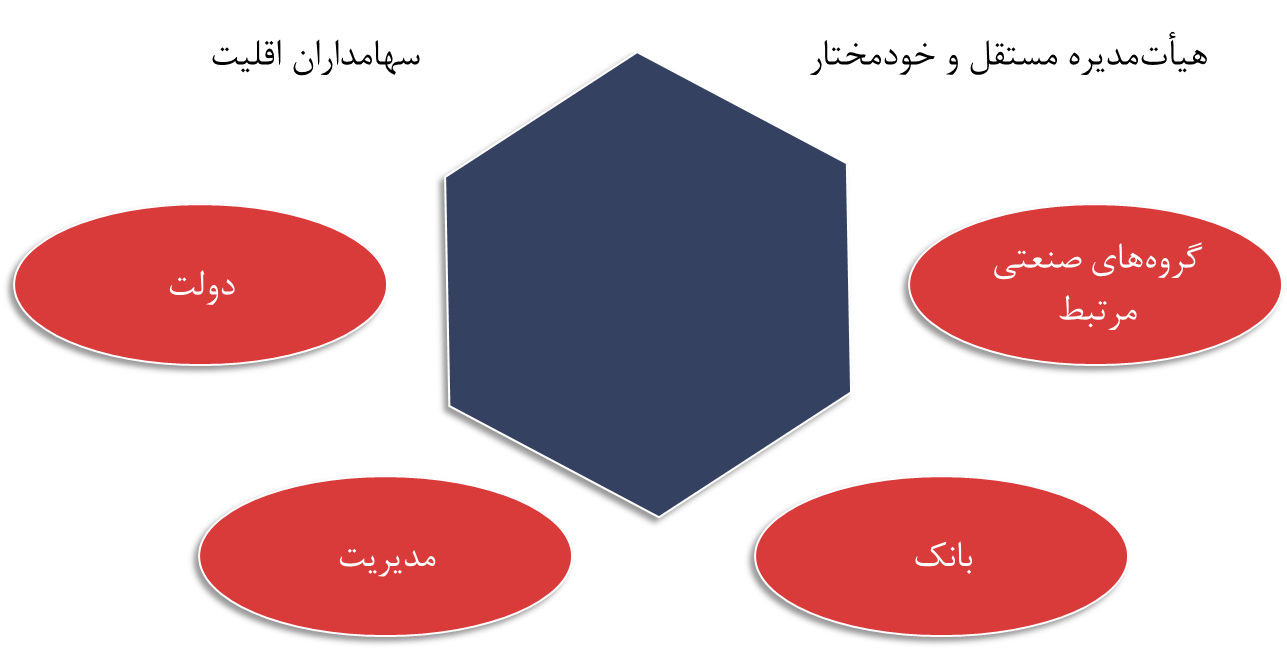 هیأت‌مدیره مستقل و خودمختار
سهامداران اقلیت
گروه‌های صنعتی
مرتبط
دولت
بانک
مدیریت